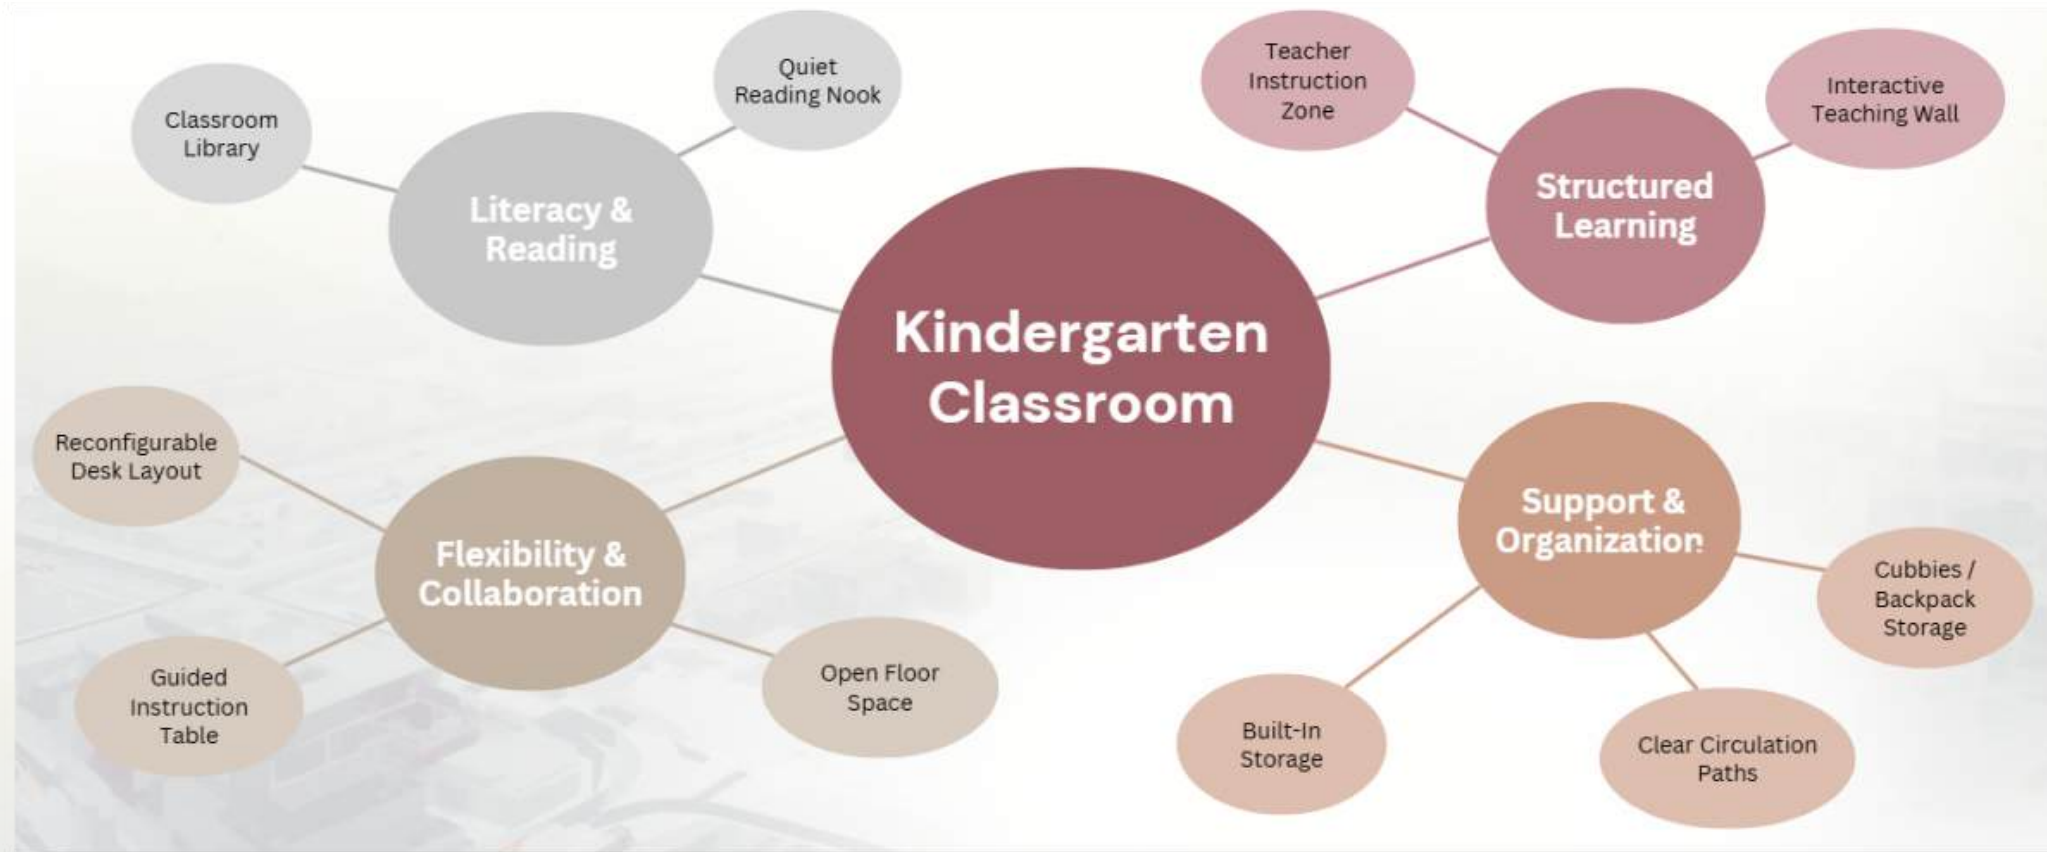 Classroom
Library
Quiet
Reading Nook
Literacy &
Reading
Teacher
Instruction
Zone
Interactive
Teaching Wall
Structured
Learning
Kindergarten
Classroom
Reconfigurable
Desk Layout
Flexibility &
Collaboration
Guided
Instruction
Table
Open Floor
Space
Support &
Organization
Cubbies /
Backpack
Storage
Built-In
Storage
Clear Circulation
Paths